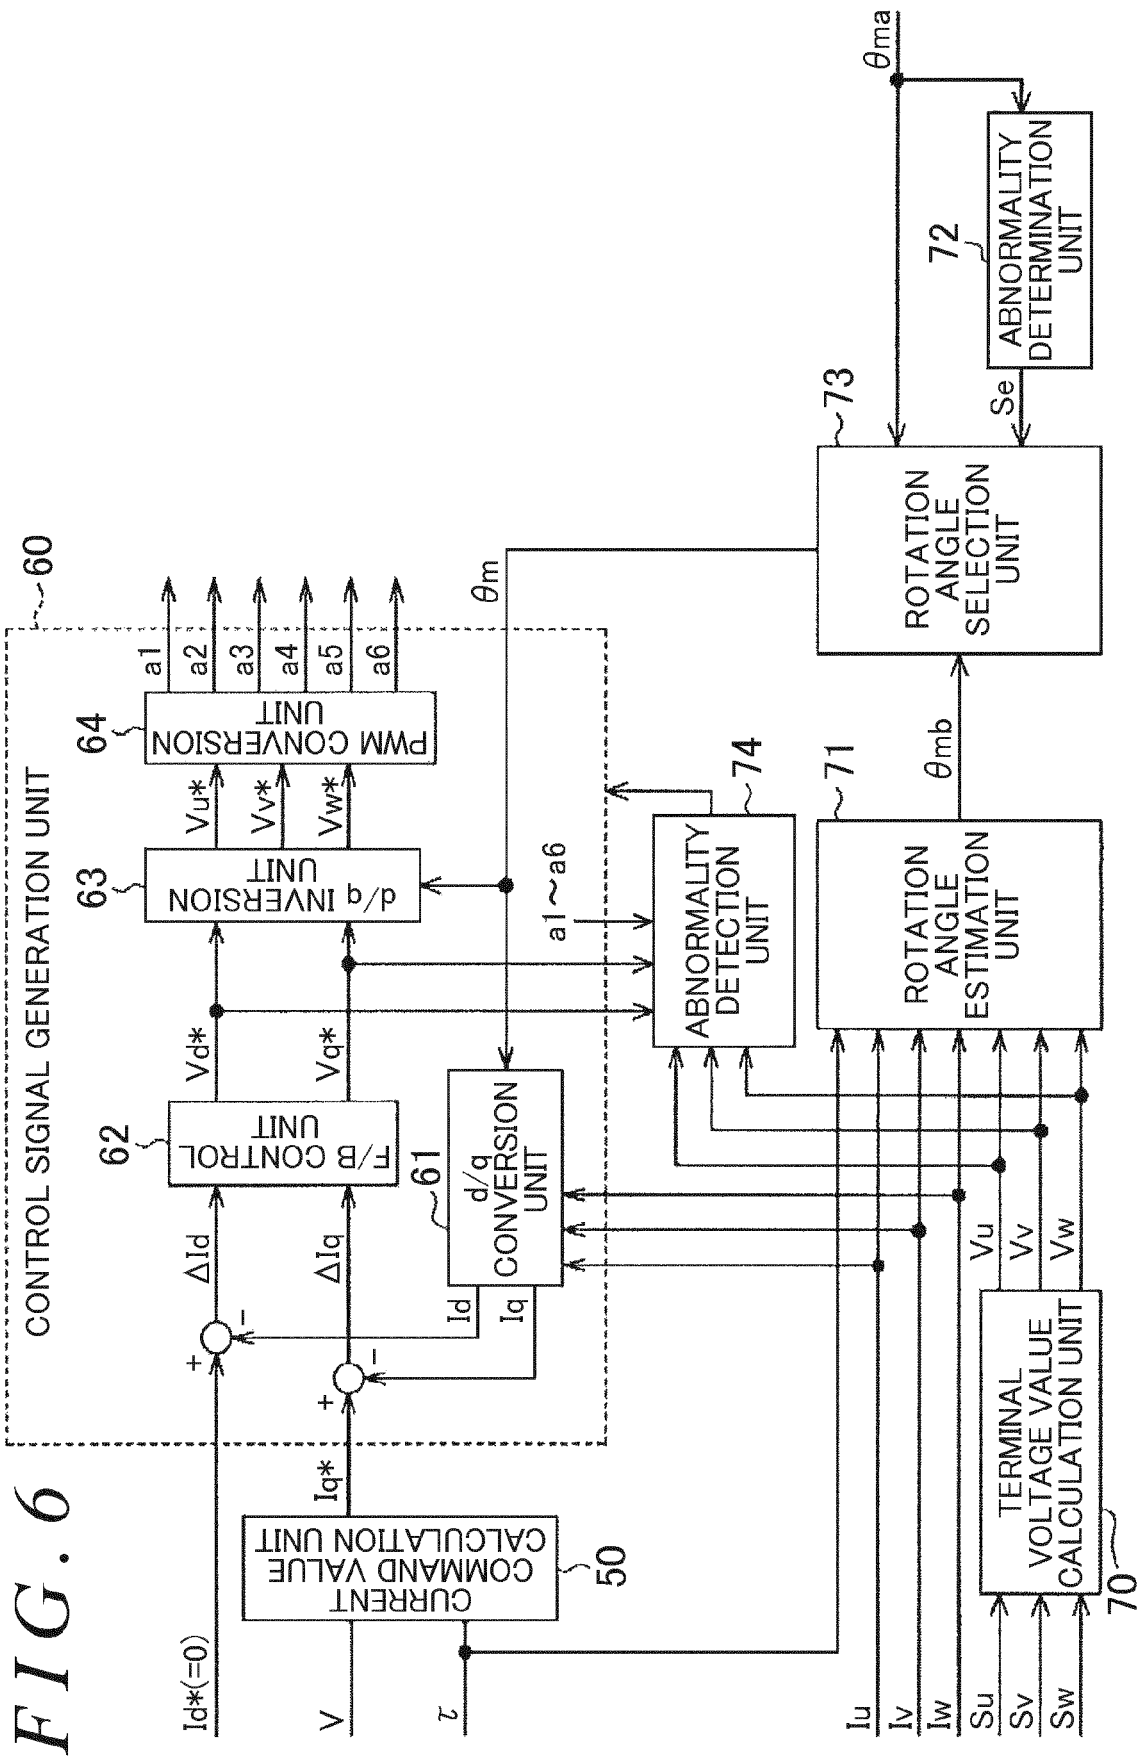 FIG. 6
CONTROL SIGNAL GENERATION UNIT
60
Id*(=0)
+
-
ΔId
62
F/B CONTROL
UNIT
Vd*
63
d/q INVERSION
UNIT
Vu*
Vv*
Vw*
64
PWM CONVERSION
UNIT
a1
a2
a3
a4
a5
a6
V
τ
CURRENT
COMMAND VALUE
CALCULATION UNIT
50
Iq*
+
-
ΔIq
Vq*
Id
Iq
61
d/q
CONVERSION
UNIT
θm
a1~a6
ABNORMALITY
DETECTION
UNIT
74
Iu
Iv
Iw
Su
Sv
Sw
TERMINAL
VOLTAGE VALUE
CALCULATION UNIT
70
Vu
Vv
Vw
ROTATION
ANGLE
ESTIMATION
UNIT
71
θmb
ROTATION
ANGLE
SELECTION
UNIT
73
Se
72
ABNORMALITY
DETERMINATION
UNIT
θma